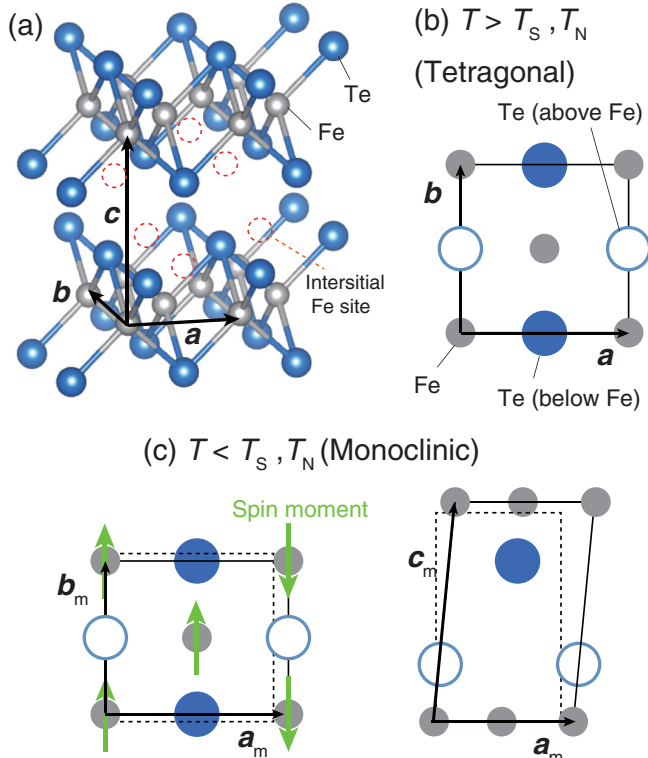 (a)
Te
Fe
c
b
a
Intersitial
Fe site
(b) T > TS , TN
(Tetragonal)
Te (above Fe)
b
a
Fe
Te (below Fe)
(c) T < TS , TN (Monoclinic)
Spin moment
bm
am
cm
am